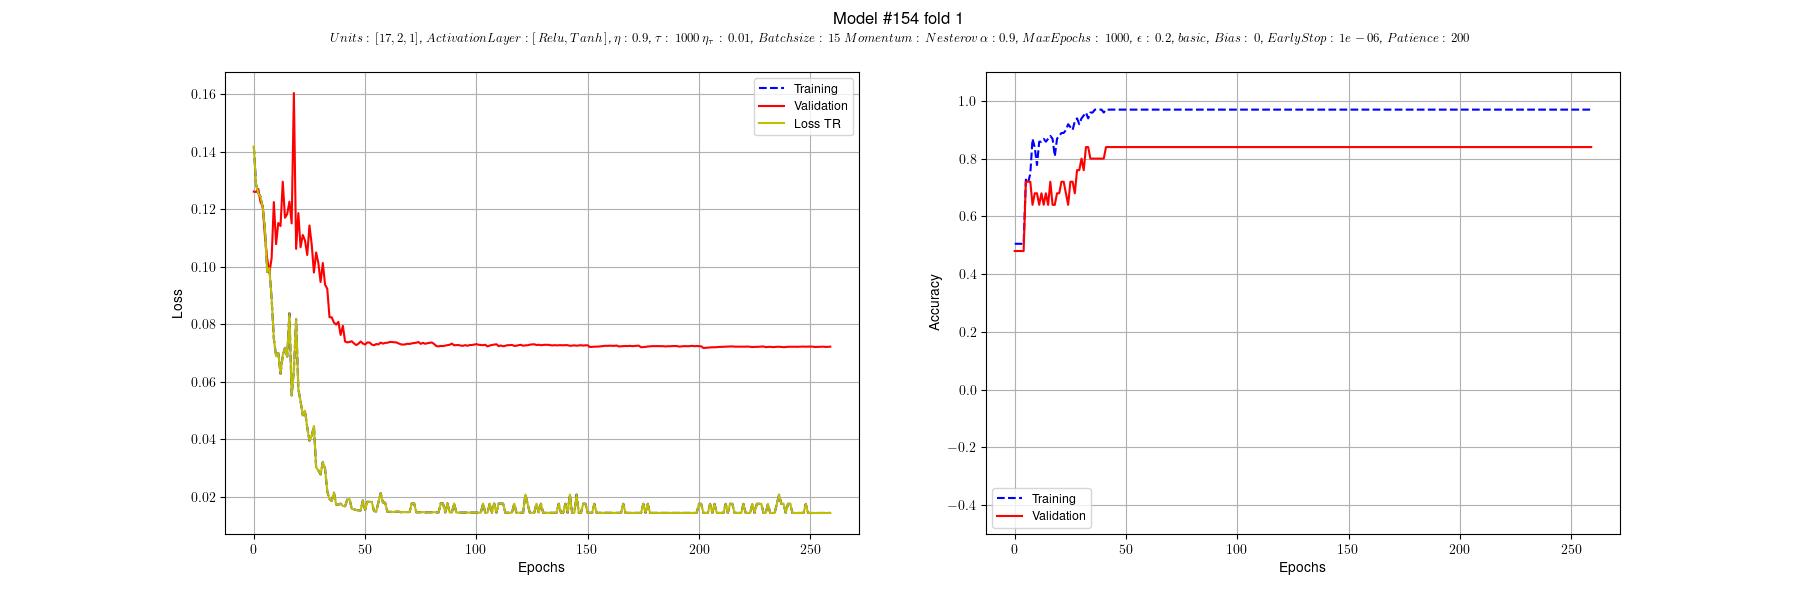 Model #154 fold 1
Units : [17, 2, 1], ActivationLayer : [Relu, Tanh], η : 0.9, τ : 1000 ητ : 0.01, Batchsize : 15 Momentum : Nesterov α : 0.9, MaxEpochs : 1000, ϵ : 0.2, basic, Bias : 0, EarlyStop : 1e − 06, Patience : 200
Training
Validation
Loss TR
0.16
0.14
0.12
0.10
0.08
0.06
0.04
0.02
Loss
0 50 100 150 200 250
Epochs
1.0
0.8
0.6
0.4
0.2
0.0
−0.2
−0.4
Accuracy
Training
Validation
0 50 100 150 200 250
Epochs